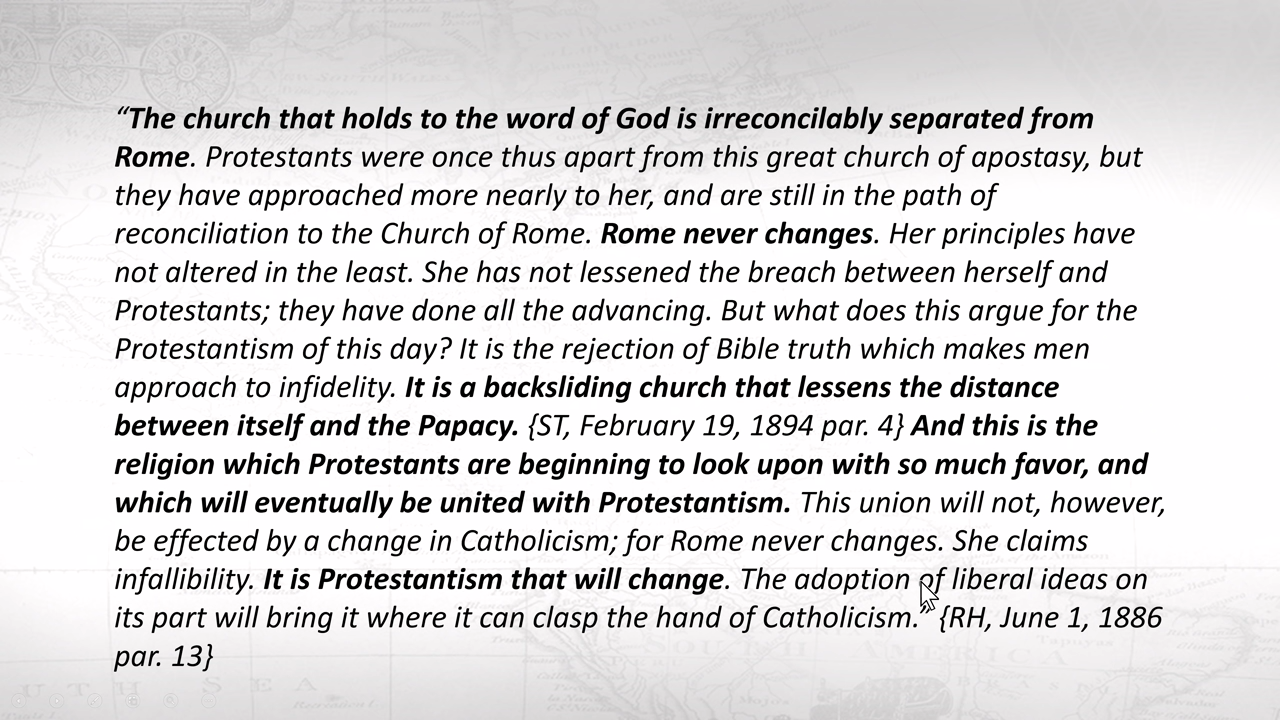 “The church that holds to the word of God is irreconcilably separated from
Rome. Protestants were once thus apart from this great church of apostasy, but
they have approached more nearly to her, and are still in the path of
reconciliation to the Church of Rome. Rome never changes. Her principles have
not altered in the least. She has not lessened the breach between herself and
Protestants; they have done all the advancing. But what does this argue for the
Protestantism of this day? It is the rejection of Bible truth which makes men
approach to infidelity. It is a backsliding church that lessens the distance
between itself and the Papacy. {ST, February 19, 1894 par. 4} And this is the
religion which Protestants are beginning to look upon with so much favor, and
which will eventually be united with Protestantism. This union will not, however,
be effected by a change in Catholicism; for Rome never changes. She claims
infallibility. It is Protestantism that will change. The adoption of liberal ideas on
its part will bring it where it can clasp the hand of Catholicism.” {RH, June 1, 1886
par. 13}
SOUTH AMERICA